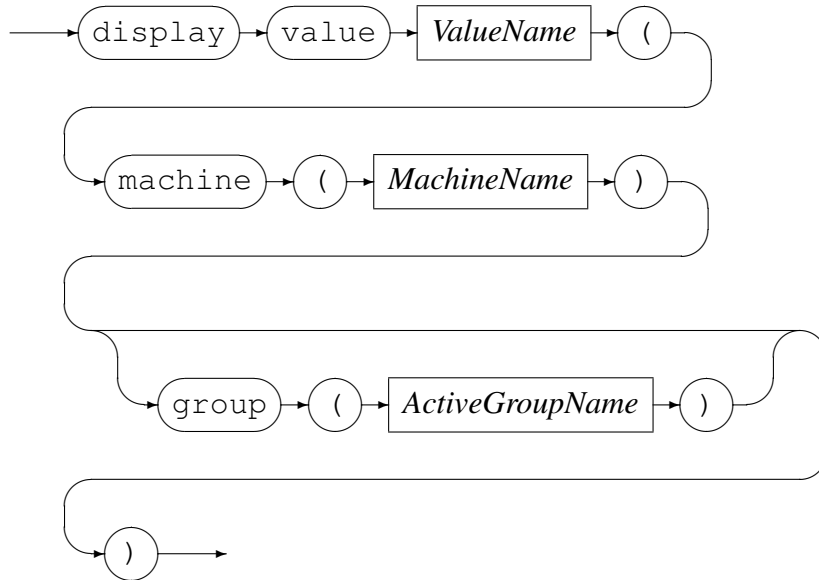 display value ValueName (
machine ( MachineName )
group ( ActiveGroupName )
)